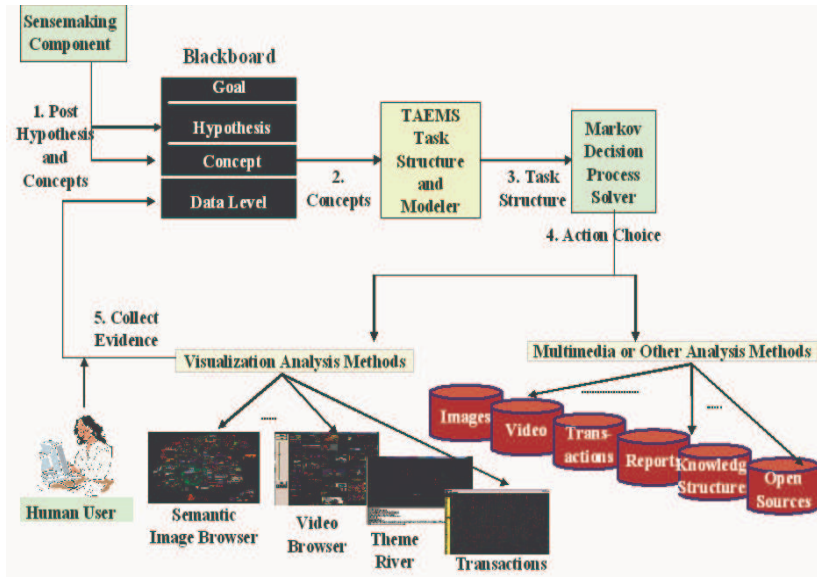 Sensemaking
Component
Blackboard
Goal
Hypothesis
Concept
Data Level
1. Post
Hypothesis
and
Concepts
2.
Concepts
TAEMS
Task
Structure
and
Modeler
3. Task
Structure
Markov
Decision
Process
Solver
4. Action Choice
5. Collect
Evidence
Visualization Analysis Methods
Multimedia or Other Analysis Methods
Images
Video
Trans-
actions
Report
Knowledg
Structure
Open
Sources
Human User
Semantic
Image Browser
Video
Browser
Theme
River
Transactions